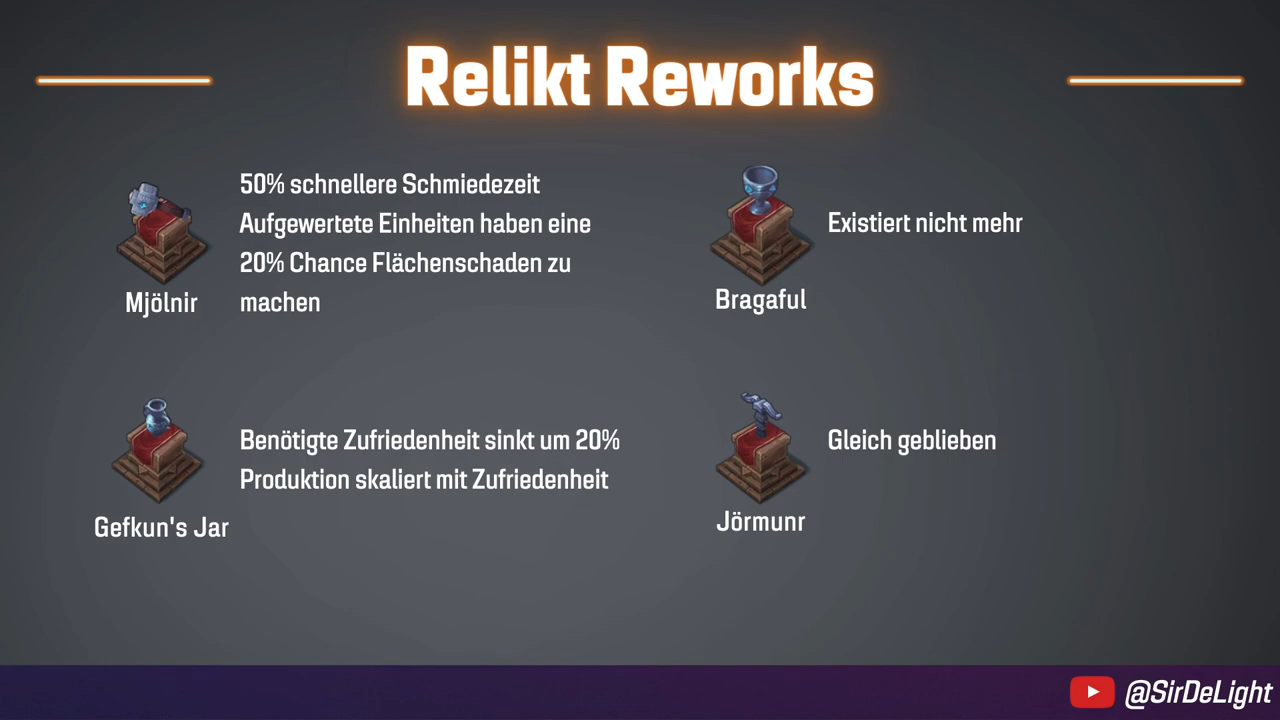 Relikt Reworks
50% schnellere Schmiedezeit
Aufgewertete Einheiten haben eine
20% Chance Flächenschaden zu
machen
Mjölnir
Existiert nicht mehr
Bragaful
Benötigte Zufriedenheit sinkt um 20%
Produktion skaliert mit Zufriedenheit
Gefkun's Jar
Gleich geblieben
Jörmunr
@SirDeLight